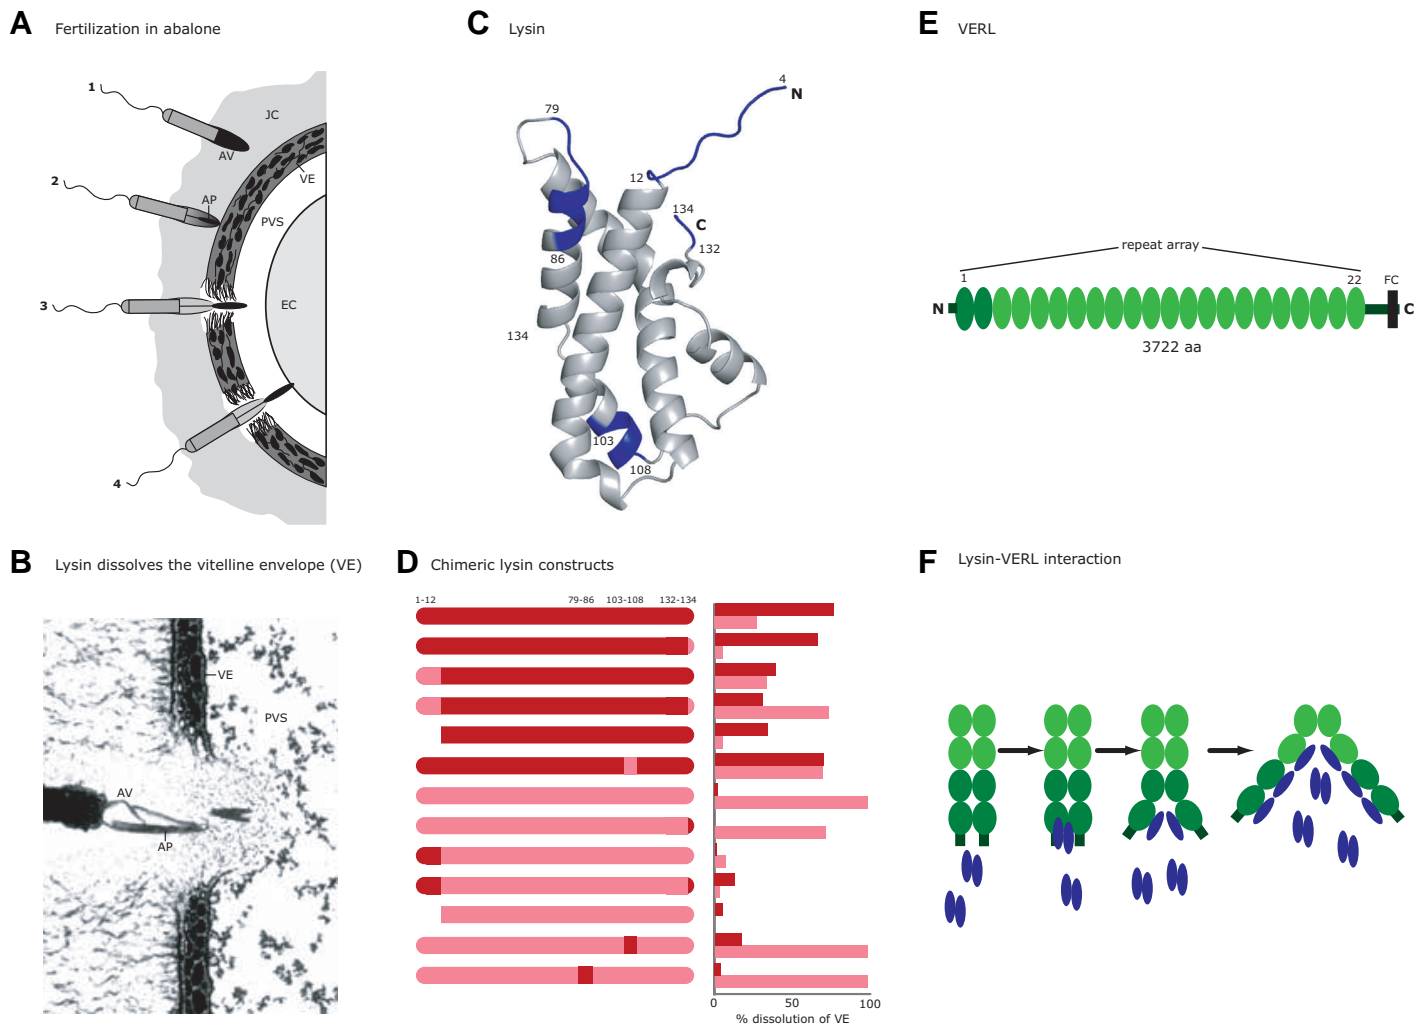 A Fertilization in abalone
1
JC
AV
VE
2
AP
PVS
3
EC
4
B Lysin dissolves the vitelline envelope (VE)
VE
PVS
AV
AP
C Lysin
4
N
79
12
134
C
132
86
134
103
108
D Chimeric lysin constructs
1-12 79-86 103-108 132-134
0 50 100
% dissolution of VE
E VERL
repeat array
1 22 FC
N C
3722 aa
F Lysin-VERL interaction